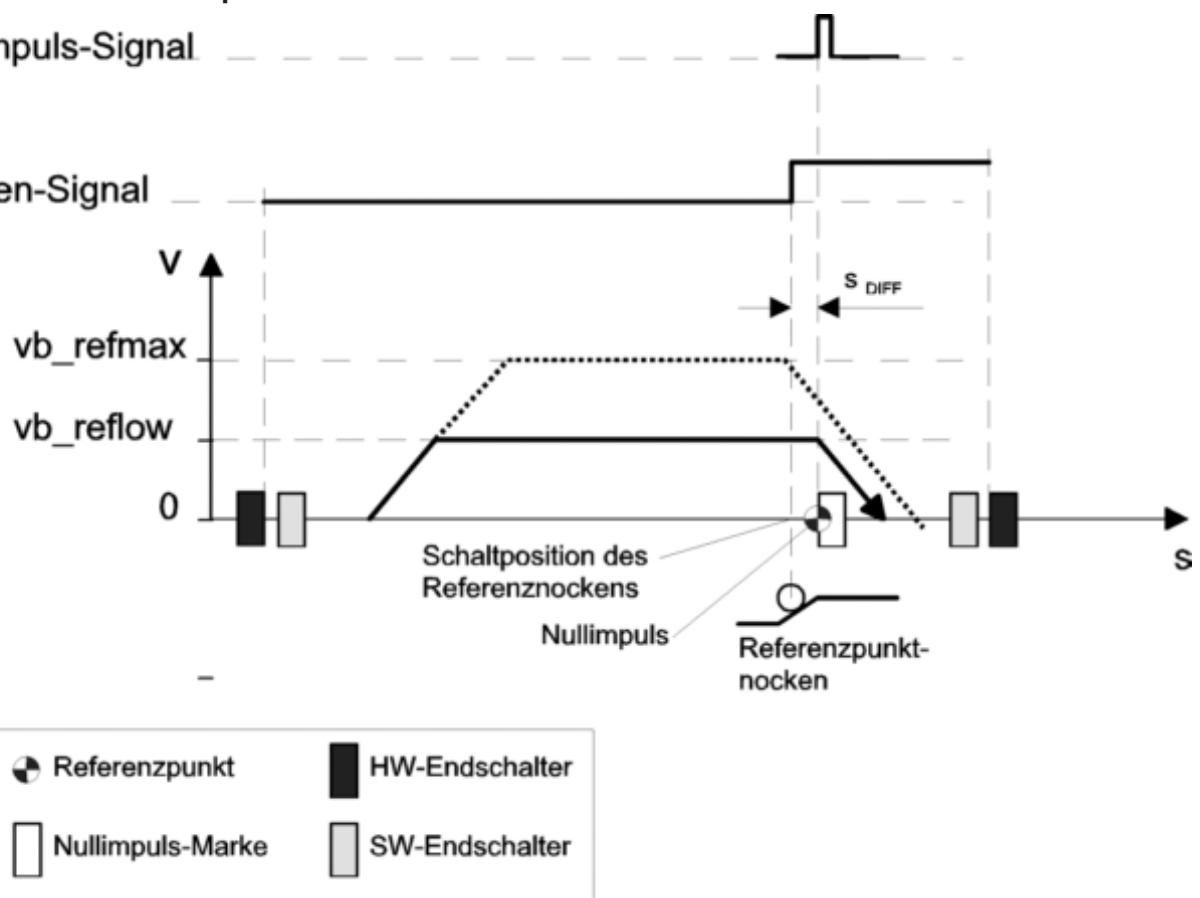 mpuls-Signal
en-Signal
V
s DIFF
vb_refmax
vb_reflow
0
s
Schaltposition des
Referenznockens
Nullimpuls
Referenzpunkt-
nocken
Referenzpunkt
HW-Endschalter
Nullimpuls-Marke
SW-Endschalter